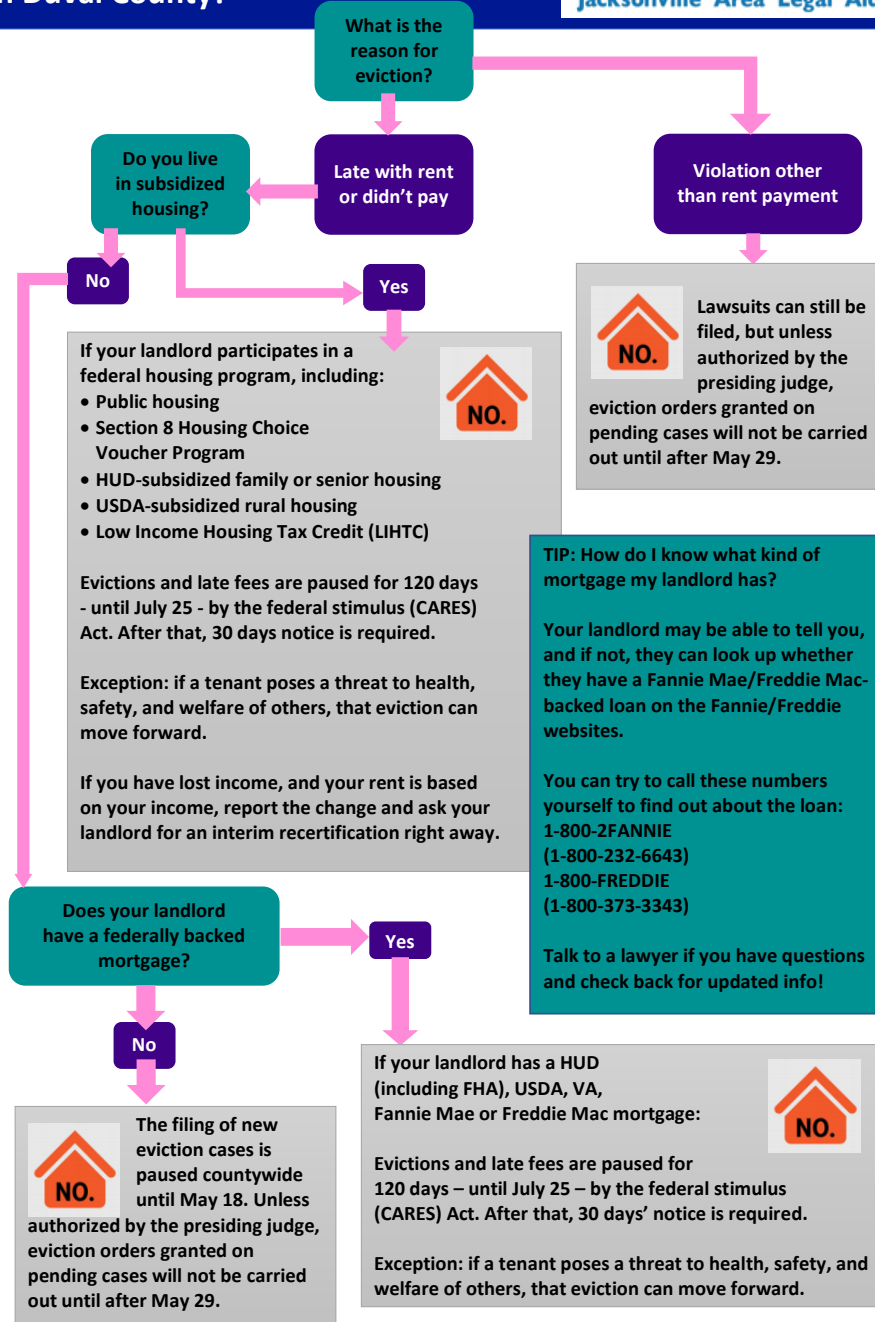 in Duval County?
Jacksonville Area Legal Aid
What is the
reason for
eviction?
Do you live
in subsidized
housing?
Late with rent
or didn’t pay
Violation other
than rent payment
No
Yes
NO.
Lawsuits can still be
filed, but unless
authorized by the
presiding judge,
eviction orders granted on
pending cases will not be carried
out until after May 29.
If your landlord participates in a
federal housing program, including:
• Public housing
• Section 8 Housing Choice
Voucher Program
• HUD-subsidized family or senior housing
• USDA-subsidized rural housing
• Low Income Housing Tax Credit (LIHTC)
NO.
Evictions and late fees are paused for 120 days
- until July 25 - by the federal stimulus (CARES)
Act. After that, 30 days notice is required.
Exception: if a tenant poses a threat to health,
safety, and welfare of others, that eviction can
move forward.
If you have lost income, and your rent is based
on your income, report the change and ask your
landlord for an interim recertification right away.
TIP: How do I know what kind of
mortgage my landlord has?
Your landlord may be able to tell you,
and if not, they can look up whether
they have a Fannie Mae/Freddie Mac-
backed loan on the Fannie/Freddie
websites.
You can try to call these numbers
yourself to find out about the loan:
1-800-2FANNIE
(1-800-232-6643)
1-800-FREDDIE
(1-800-373-3343)
Talk to a lawyer if you have questions
and check back for updated info!
Does your landlord
have a federally backed
mortgage?
Yes
No
NO.
The filing of new
eviction cases is
paused countywide
until May 18. Unless
authorized by the presiding judge,
eviction orders granted on
pending cases will not be carried
out until after May 29.
If your landlord has a HUD
(including FHA), USDA, VA,
Fannie Mae or Freddie Mac mortgage:
NO.
Evictions and late fees are paused for
120 days – until July 25 – by the federal stimulus
(CARES) Act. After that, 30 days’ notice is required.
Exception: if a tenant poses a threat to health, safety, and
welfare of others, that eviction can move forward.